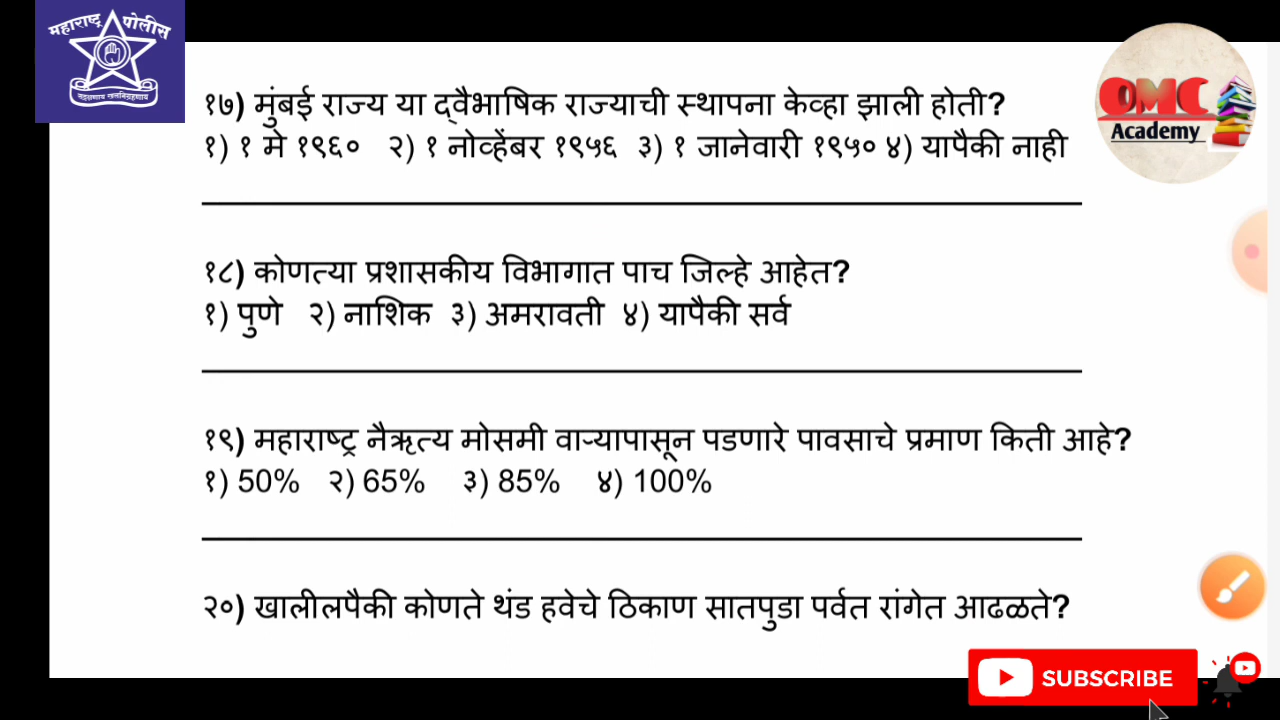 महाराष्ट्र पोलीस
OMC
Academy
१७) मुंबई राज्य या द्वैभाषिक राज्याची स्थापना केव्हा झाली होती?
१) १ मे १९६० २) १ नोव्हेंबर १९५६ ३) १ जानेवारी १९५० ४) यापैकी नाही
१८) कोणत्या प्रशासकीय विभागात पाच जिल्हे आहेत?
१) पुणे २) नाशिक ३) अमरावती ४) यापैकी सर्व
१९) महाराष्ट्र नैऋत्य मोसमी वाऱ्यापासून पडणारे पावसाचे प्रमाण किती आहे?
१) 50% २) 65% ३) 85% ४) 100%
२०) खालीलपैकी कोणते थंड हवेचे ठिकाण सातपुडा पर्वत रांगेत आढळते?
SUBSCRIBE